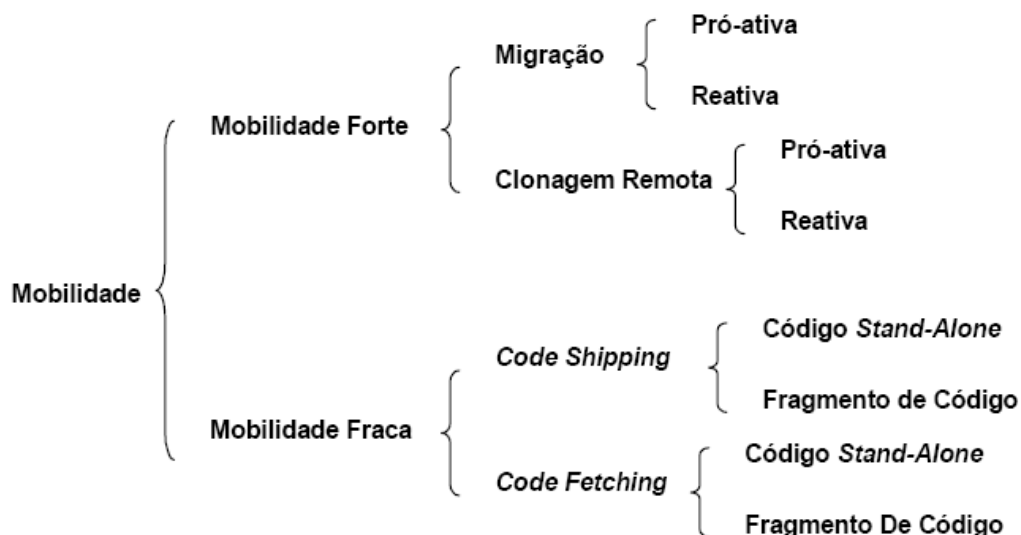 Pró-ativa
Migração
Reativa
Mobilidade Forte
Pró-ativa
Clonagem Remota
Reativa
Mobilidade
Código Stand-Alone
Code Shipping
Fragmento de Código
Mobilidade Fraca
Código Stand-Alone
Code Fetching
Fragmento De Código